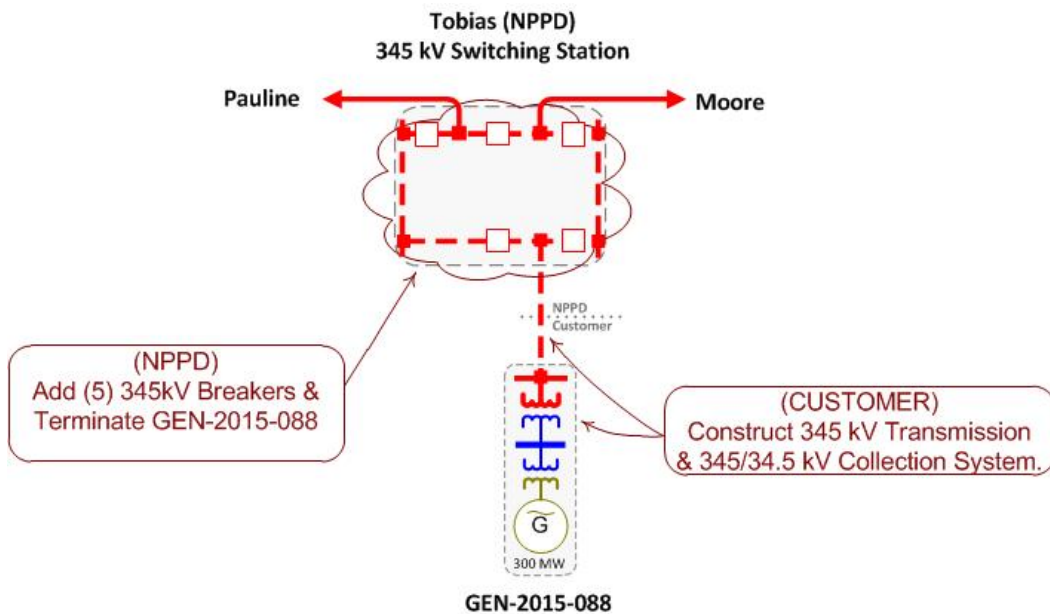 Tobias (NPPD)
345 kV Switching Station
Pauline
Moore
NPPD
Customer
(NPPD)
Add (5) 345kV Breakers &
Terminate GEN-2015-088
(CUSTOMER)
Construct 345 kV Transmission
& 345/34.5 kV Collection System.
G
300 MW
GEN-2015-088